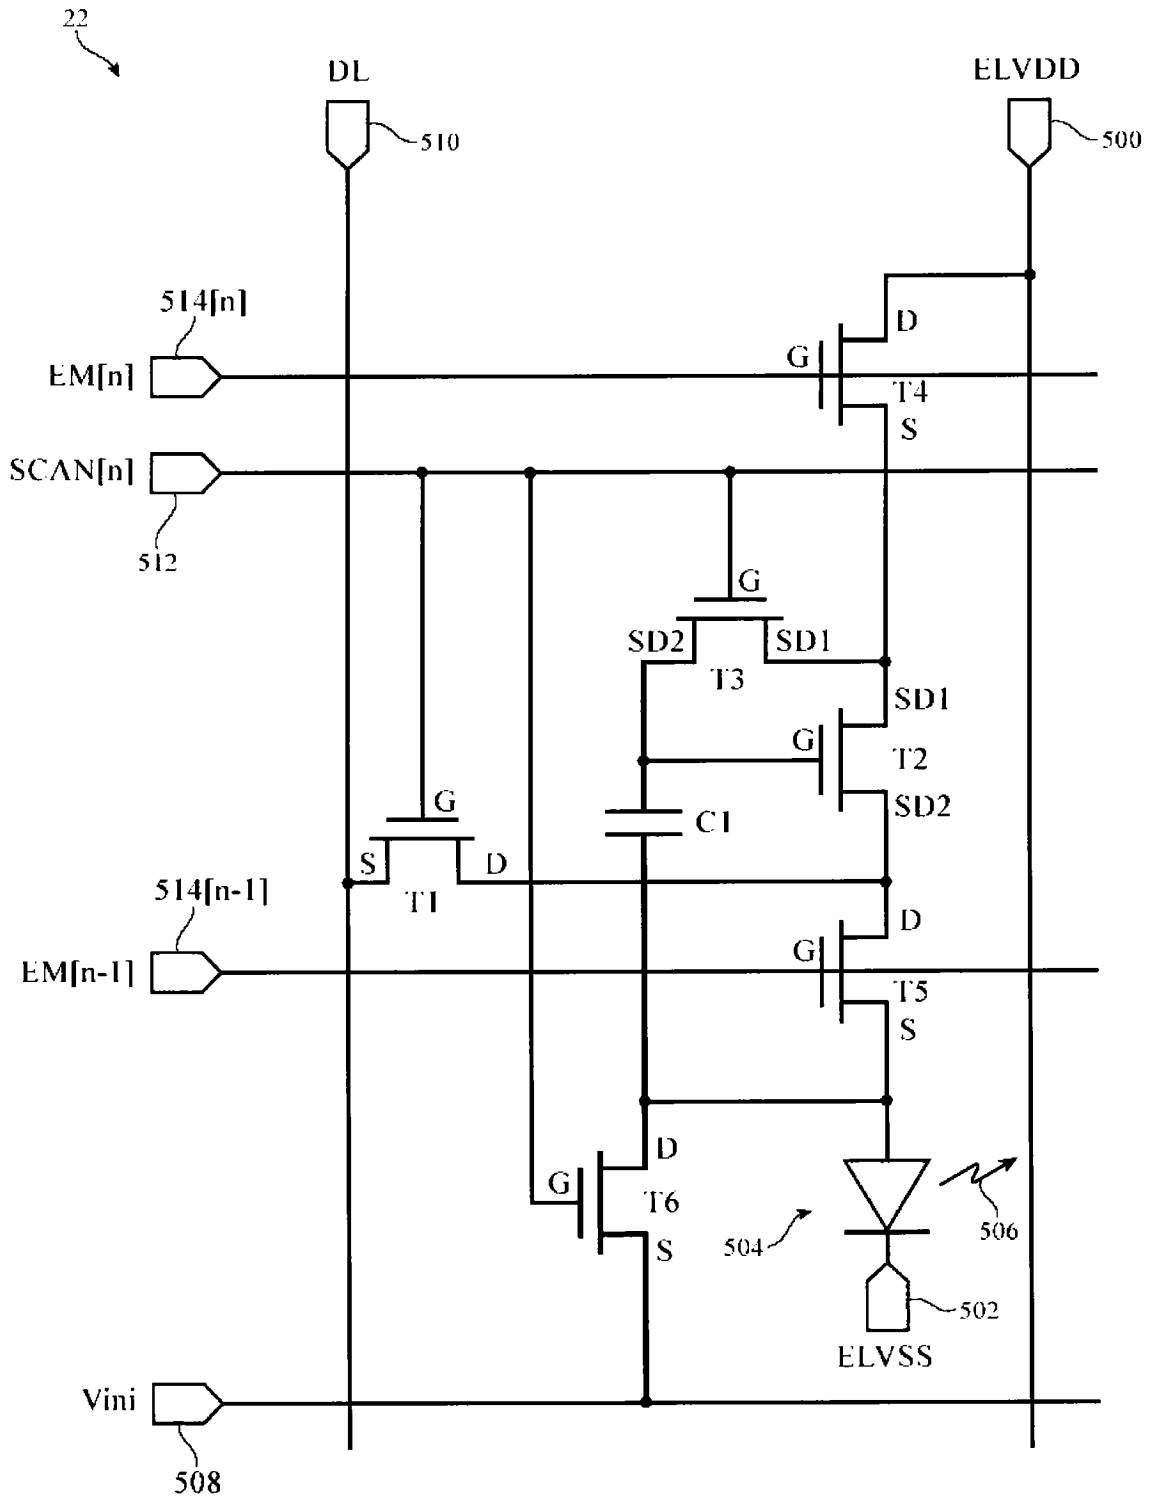 22
DL
ELVDD
510
500
514[n]
D
G
EM[n]
T4
S
SCAN[n]
512
G
SD2
SD1
T3
SD1
G
T2
SD2
G
C1
S
D
T1
514[n-1]
D
G
EM[n-1]
T5
S
D
G
T6
S
504
506
502
ELVSS
Vini
508